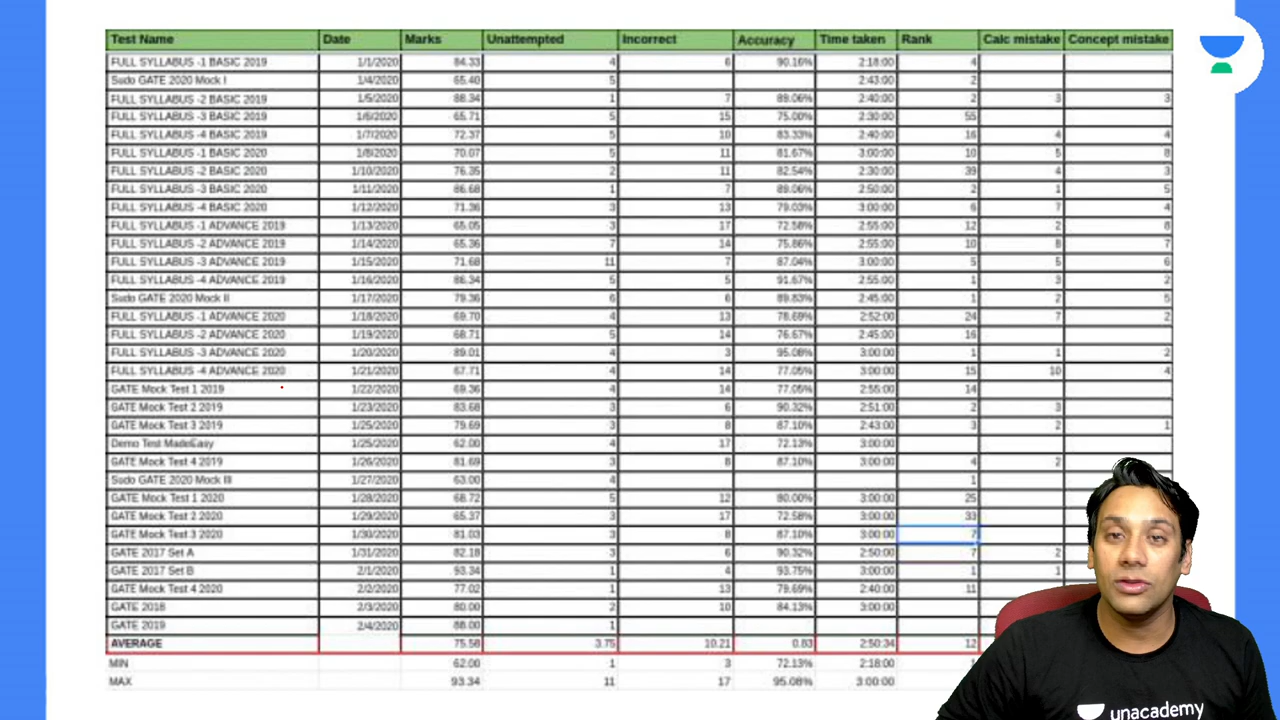 Test Name Date Marks Unattempted Incorrect Accuracy Time taken Rank Calc mistake Concept mistake
FULL SYLLABUS -1 BASIC 2019 1/1/2020 84.33 4 6 90.16% 2:18:00 4
Sudo GATE 2020 Mock I 1/4/2020 65.40 5 2:43:00 2
FULL SYLLABUS -2 BASIC 2019 1/5/2020 88.34 1 7 89.06% 2:40:00 2 3 3
FULL SYLLABUS -3 BASIC 2019 1/6/2020 65.71 5 15 75.00% 2:30:00 55
FULL SYLLABUS -4 BASIC 2019 1/7/2020 72.37 5 10 83.33% 2:40:00 16 4 4
FULL SYLLABUS -1 BASIC 2020 1/8/2020 70.07 5 11 81.67% 3:00:00 10 5 8
FULL SYLLABUS -2 BASIC 2020 1/10/2020 76.35 2 11 82.54% 2:30:00 39 4 3
FULL SYLLABUS -3 BASIC 2020 1/11/2020 86.68 1 7 89.06% 2:50:00 2 1 5
FULL SYLLABUS -4 BASIC 2020 1/12/2020 71.36 3 13 79.03% 3:00:00 6 7 4
FULL SYLLABUS -1 ADVANCE 2019 1/13/2020 65.05 3 17 72.58% 2:55:00 12 2 8
FULL SYLLABUS -2 ADVANCE 2019 1/14/2020 65.36 7 14 75.86% 2:55:00 10 8 7
FULL SYLLABUS -3 ADVANCE 2019 1/15/2020 71.68 11 7 87.04% 3:00:00 5 5 6
FULL SYLLABUS -4 ADVANCE 2019 1/16/2020 86.34 5 5 91.67% 2:55:00 1 3 2
Sudo GATE 2020 Mock II 1/17/2020 79.36 6 6 89.83% 2:45:00 1 2 5
FULL SYLLABUS -1 ADVANCE 2020 1/18/2020 69.70 4 13 78.69% 2:52:00 24 7 2
FULL SYLLABUS -2 ADVANCE 2020 1/19/2020 68.71 5 14 76.67% 2:45:00 16
FULL SYLLABUS -3 ADVANCE 2020 1/20/2020 89.01 4 3 95.08% 3:00:00 1 1 2
FULL SYLLABUS -4 ADVANCE 2020 1/21/2020 67.71 4 14 77.05% 3:00:00 15 10 4
GATE Mock Test 1 2019 1/22/2020 69.36 4 14 77.05% 2:55:00 14
GATE Mock Test 2 2019 1/23/2020 83.68 3 6 90.32% 2:51:00 2 3
GATE Mock Test 3 2019 1/25/2020 79.69 3 8 87.10% 2:43:00 3 2 1
Demo Test MadeEasy 1/25/2020 62.00 4 17 72.13% 3:00:00
GATE Mock Test 4 2019 1/26/2020 81.69 3 8 87.10% 3:00:00 4 2
Sudo GATE 2020 Mock III 1/27/2020 63.00 4 1
GATE Mock Test 1 2020 1/28/2020 68.72 5 12 80.00% 3:00:00 25
GATE Mock Test 2 2020 1/29/2020 65.37 3 17 72.58% 3:00:00 33
GATE Mock Test 3 2020 1/30/2020 81.03 3 8 87.10% 3:00:00 7
GATE 2017 Set A 1/31/2020 82.18 3 6 90.32% 2:50:00 7 2
GATE 2017 Set B 2/1/2020 93.34 1 4 93.75% 3:00:00 1 1
GATE Mock Test 4 2020 2/2/2020 77.02 1 13 79.69% 2:40:00 11
GATE 2018 2/3/2020 80.00 2 10 84.13% 3:00:00
GATE 2019 2/4/2020 88.00 1
AVERAGE 75.58 3.75 10.21 0.83 2:50:34 12
MIN 62.00 1 3 72.13% 2:18:00
MAX 93.34 11 17 95.08% 3:00:00
unacademy